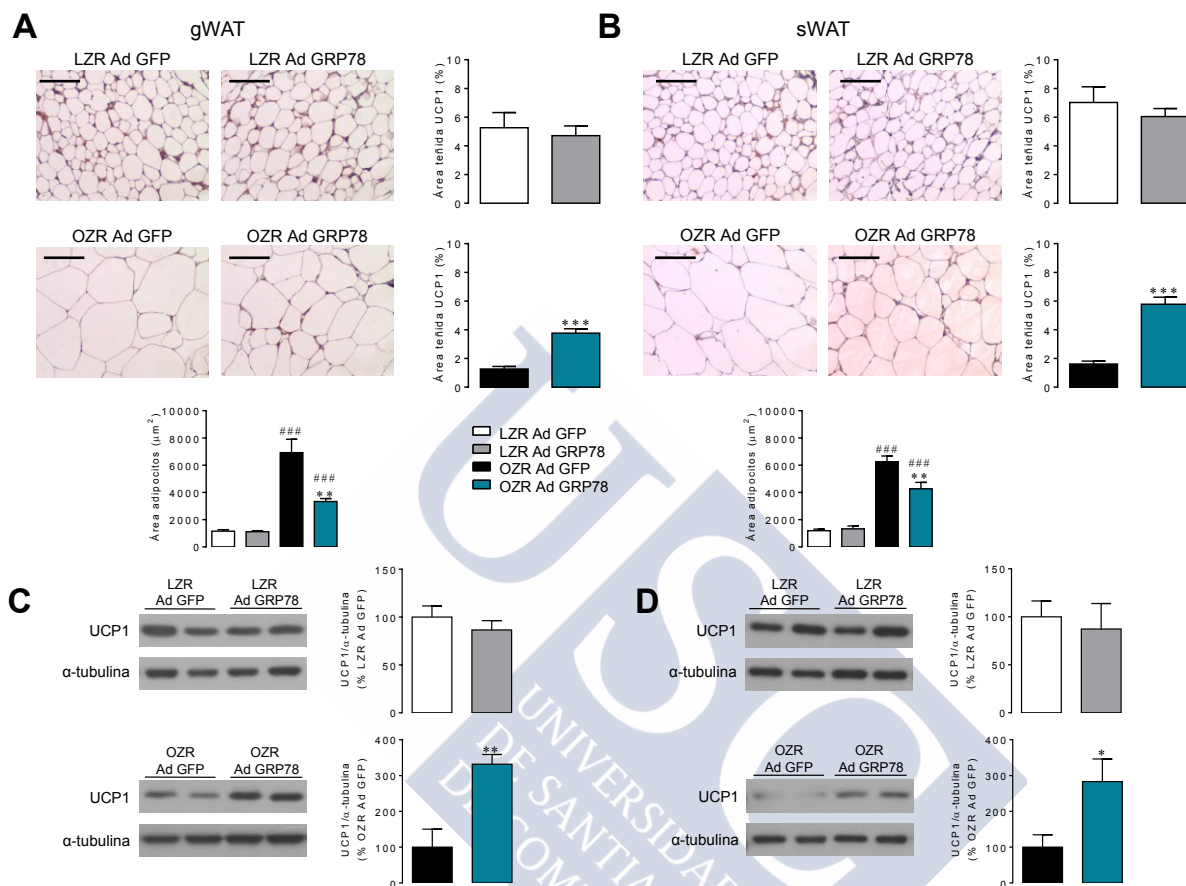 A
gWAT
LZR Ad GFP
LZR Ad GRP78
Área teñida UCP1 (%)
10
8
6
4
2
0
OZR Ad GFP
OZR Ad GRP78
Área teñida UCP1 (%)
10
8
6
4
2
0
***
Área adipocitos (µm²)
10000
8000
6000
4000
2000
0
###
###
**
LZR Ad GFP
LZR Ad GRP78
OZR Ad GFP
OZR Ad GRP78
B
sWAT
LZR Ad GFP
LZR Ad GRP78
Área teñida UCP1 (%)
10
8
6
4
2
0
OZR Ad GFP
OZR Ad GRP78
Área teñida UCP1 (%)
10
8
6
4
2
0
***
Área adipocitos (µm²)
10000
8000
6000
4000
2000
0
###
###
**
C
LZR
Ad GFP
LZR
Ad GRP78
UCP1
α-tubulina
UCP1/α-tubulina
(% LZR Ad GFP)
150
100
50
0
OZR
Ad GFP
OZR
Ad GRP78
UCP1
α-tubulina
UCP1/α-tubulina
(% OZR Ad GFP)
400
300
200
100
0
**
D
LZR
Ad GFP
LZR
Ad GRP78
UCP1
α-tubulina
UCP1/α-tubulina
(% LZR Ad GFP)
150
100
50
0
OZR
Ad GFP
OZR
Ad GRP78
UCP1
α-tubulina
UCP1/α-tubulina
(% OZR Ad GFP)
400
300
200
100
0
*
USC